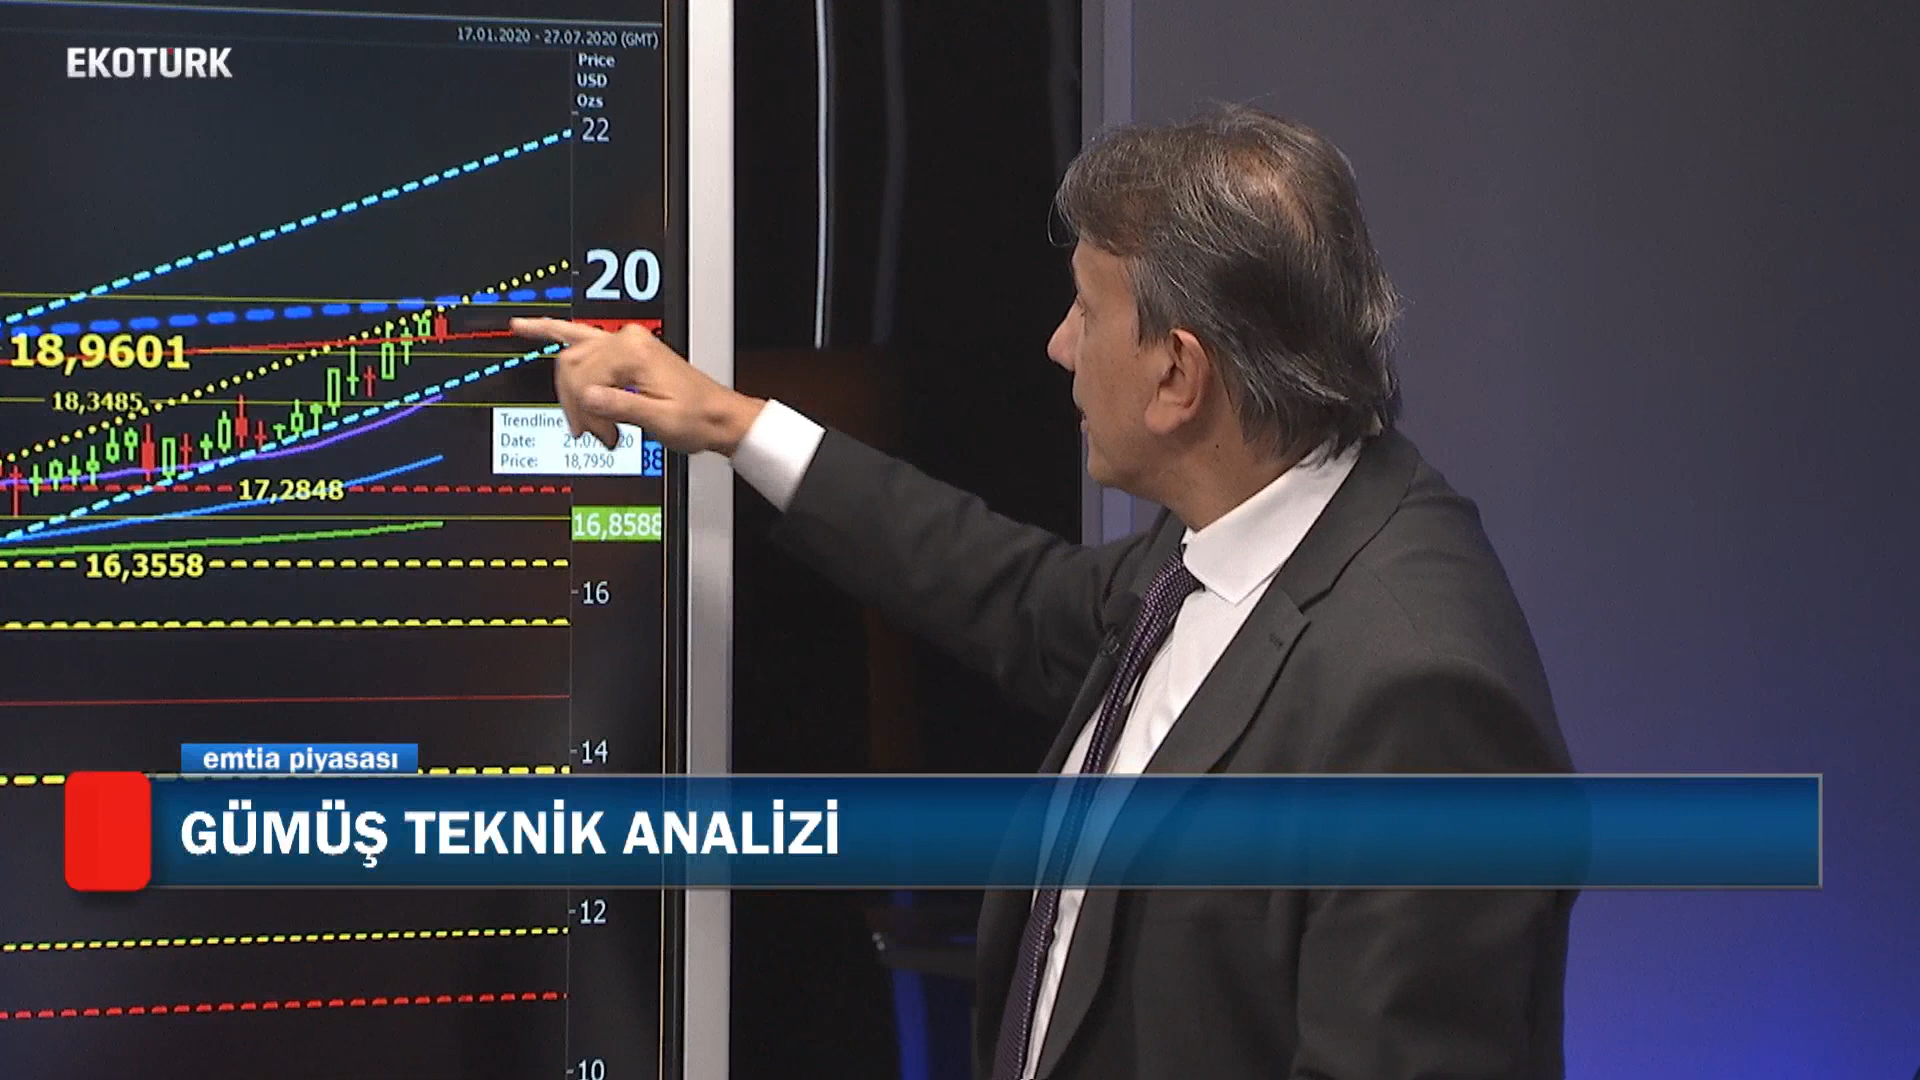 17.01.2020 - 27.07.2020 (GMT)
EKOTÜRK
Price
USD
Ozs
22
20
18,9601
18,3485
Trendline
Date:
Price: 18,7950
17,2848
16,8588
16,3558
16
14
emtia piyasası
GÜMÜŞ TEKNİK ANALİZİ
12
10